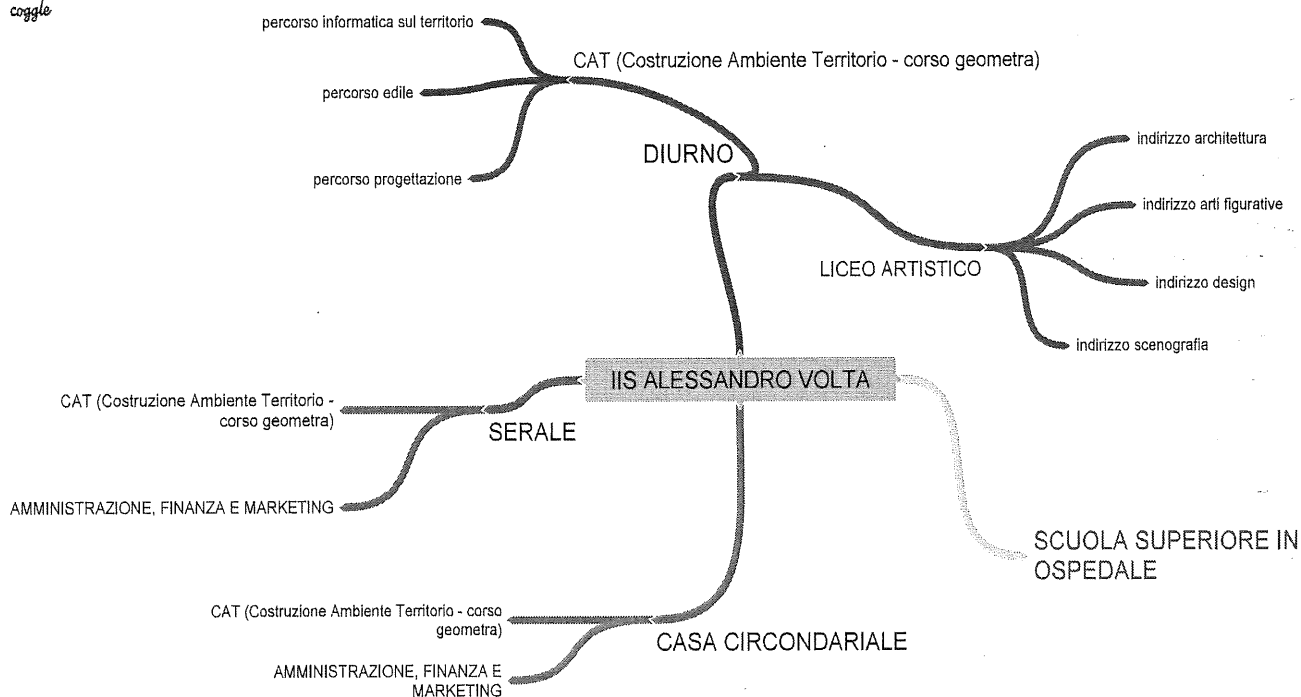 coggle
percorso informatica sul territorio
CAT (Costruzione Ambiente Territorio - corso geometra)
percorso edile
percorso progettazione
DIURNO
indirizzo architettura
indirizzo arti figurative
LICEO ARTISTICO
indirizzo design
indirizzo scenografia
IIS ALESSANDRO VOLTA
CAT (Costruzione Ambiente Territorio -
corso geometra)
SERALE
AMMINISTRAZIONE, FINANZA E MARKETING
SCUOLA SUPERIORE IN
OSPEDALE
CAT (Costruzione Ambiente Territorio - corso
geometra)
CASA CIRCONDARIALE
AMMINISTRAZIONE, FINANZA E
MARKETING